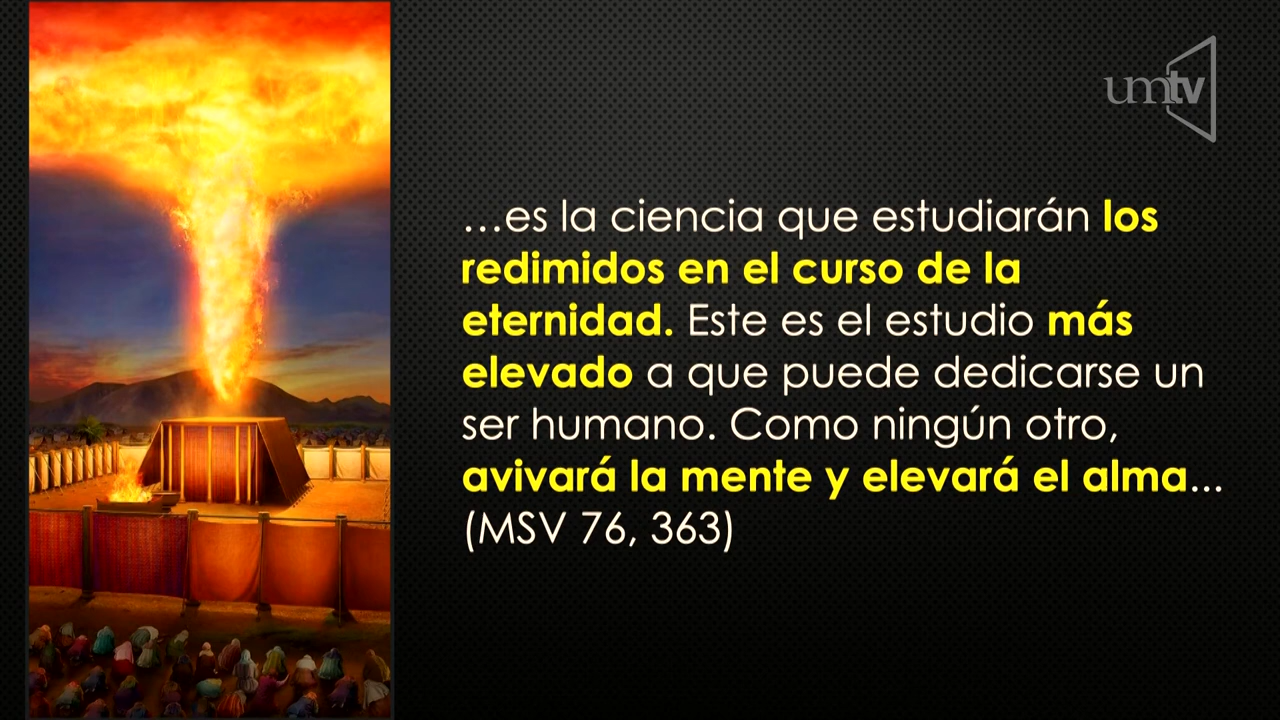 umtv
…es la ciencia que estudiarán los
redimidos en el curso de la
eternidad. Este es el estudio más
elevado a que puede dedicarse un
ser humano. Como ningún otro,
avivará la mente y elevará el alma...
(MSV 76, 363)